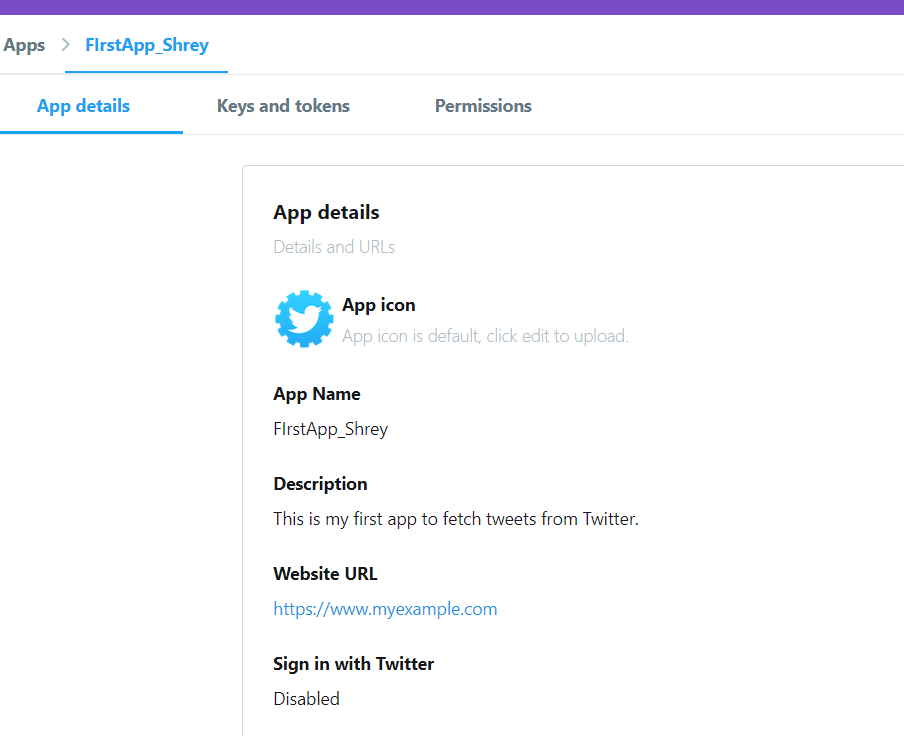 Apps > FIrstApp_Shrey
App details Keys and tokens Permissions
App details
Details and URLs
App icon
App icon is default, click edit to upload.
App Name
FIrstApp_Shrey
Description
This is my first app to fetch tweets from Twitter.
Website URL
https://www.myexample.com
Sign in with Twitter
Disabled